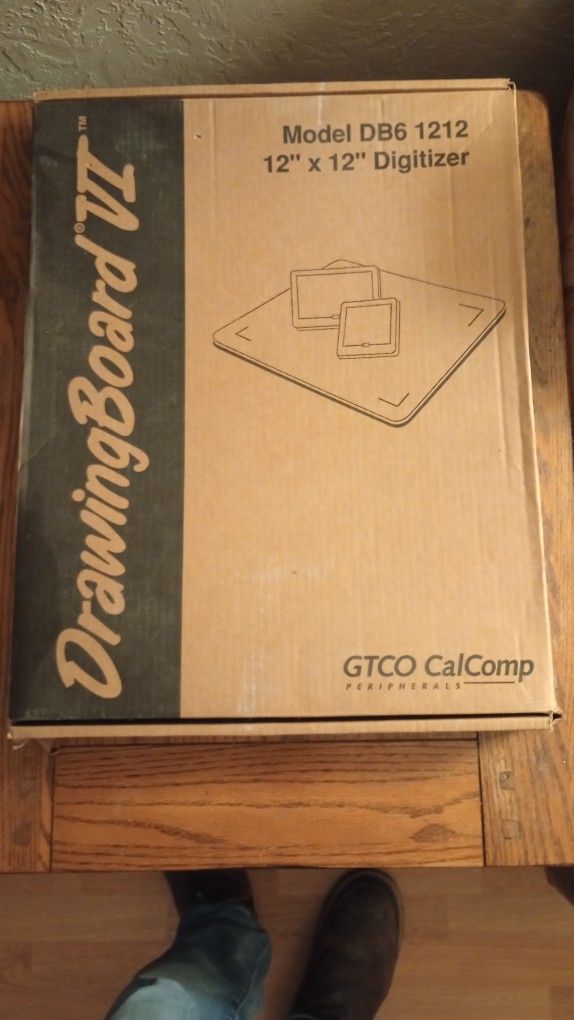 Model DB6 1212
12" x 12" Digitizer
DrawingBoard® VI™
GTCO CalComp
PERIPHERALS